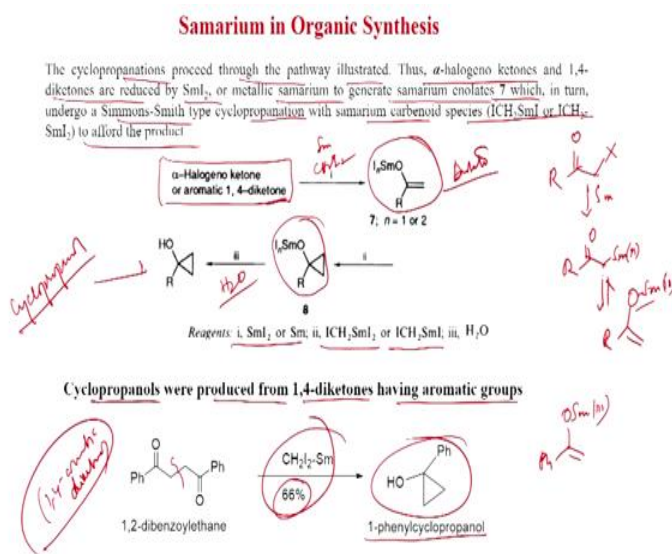 Samarium in Organic Synthesis
The cyclopropanations proceed through the pathway illustrated. Thus, α-halogeno ketones and 1,4-
diketones are reduced by SmI2, or metallic samarium to generate samarium enolates 7 which, in turn,
undergo a Simmons-Smith type cyclopropanation with samarium carbenoid species (ICH2SmI or ICH2-
SmI2) to afford the product
Sm
CH2I2
α-Halogeno ketone
or aromatic 1, 4-diketone
InSmO
R
7; n = 1 or 2
O
R
X
Sm
O
R
Sm(III)
OSm(III)
R
Cyclopropanol
HO
R
iii
H2O
InSmO
R
8
ii
Reagents: i, SmI2 or Sm; ii, ICH2SmI2 or ICH2SmI; iii, H2O
Cyclopropanols were produced from 1,4-diketones having aromatic groups
(1,4-aromatic
diketone)
O
Ph
Ph
O
1,2-dibenzoylethane
CH2I2-Sm
66%
Ph
HO
1-phenylcyclopropanol
OSm(III)
Ph